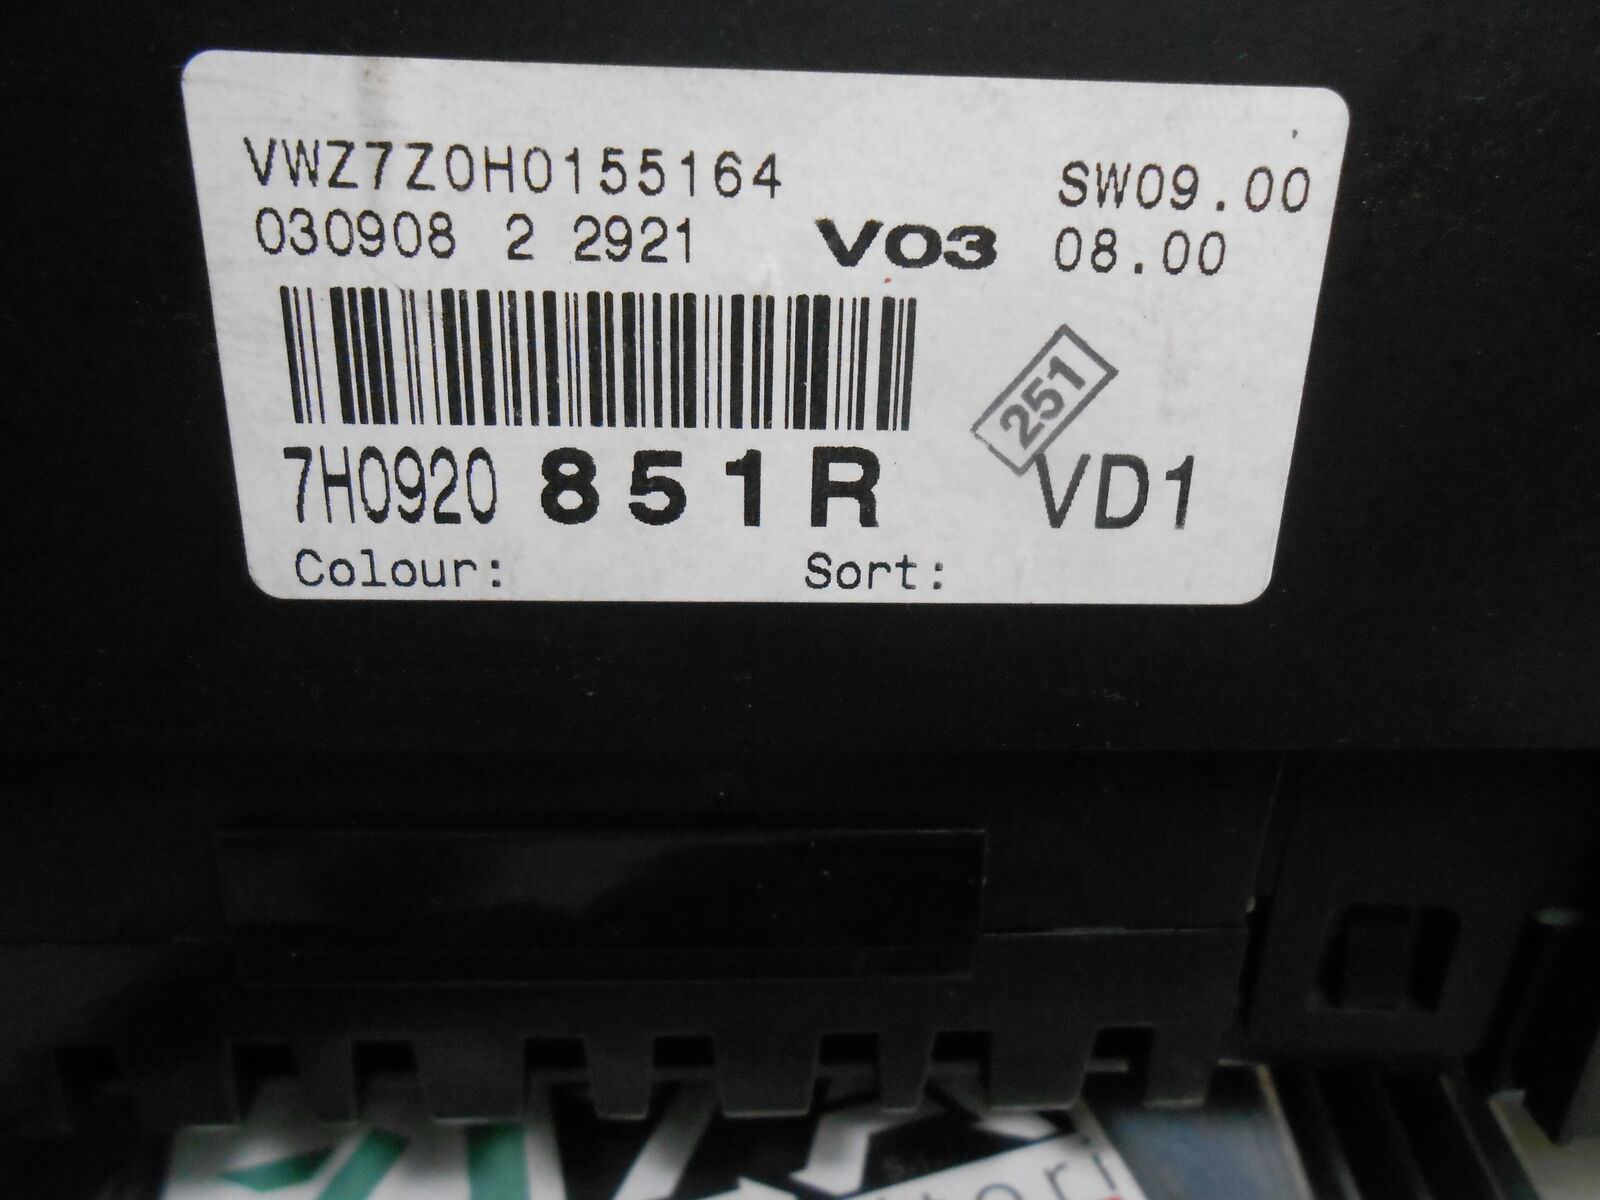 VWZ7Z0H0155164 SW09.00
030908 2 2921 V03 08.00
251
7H0920 851R VD1
Colour: Sort: